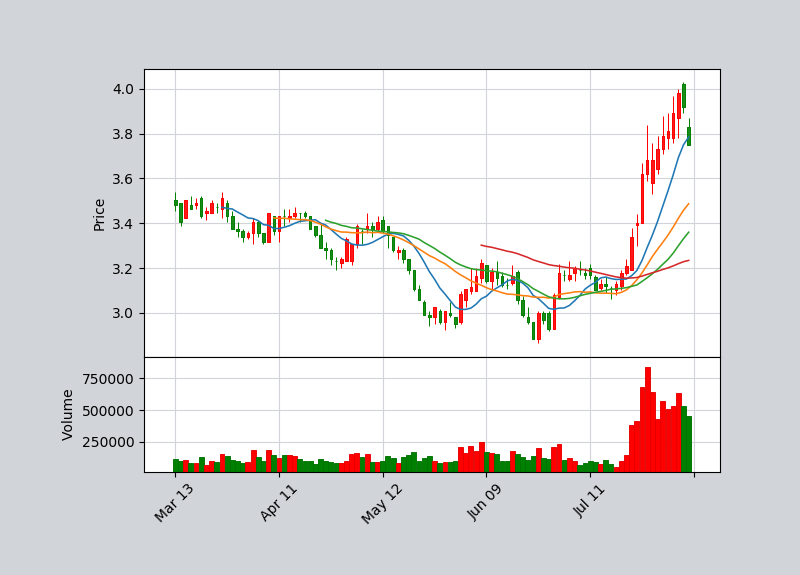 4.0
3.8
3.6
3.4
3.2
3.0
Price
750000
500000
250000
Volume
Mar 13
Apr 11
May 12
Jun 09
Jul 11